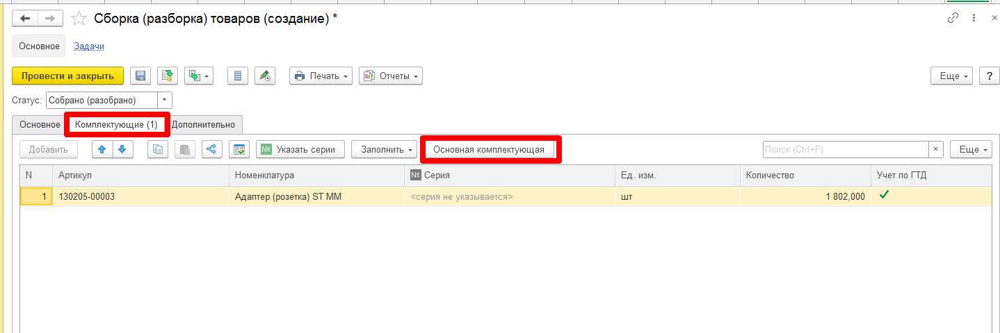 Сборка (разборка) товаров (создание) *
Основное Задачи
Провести и закрыть Печать Отчеты Еще ?
Статус: Собрано (разобрано)
Основное Комплектующие (1) Дополнительно
Добавить № Указать серии Заполнить Основная комплектующая Поиск (Ctrl+F) × Еще
N Артикул Номенклатура № Серия Ед. изм. Количество Учет по ГТД
1 130205-00003 Адаптер (розетка) ST MM <серия не указывается> шт 1 802,000